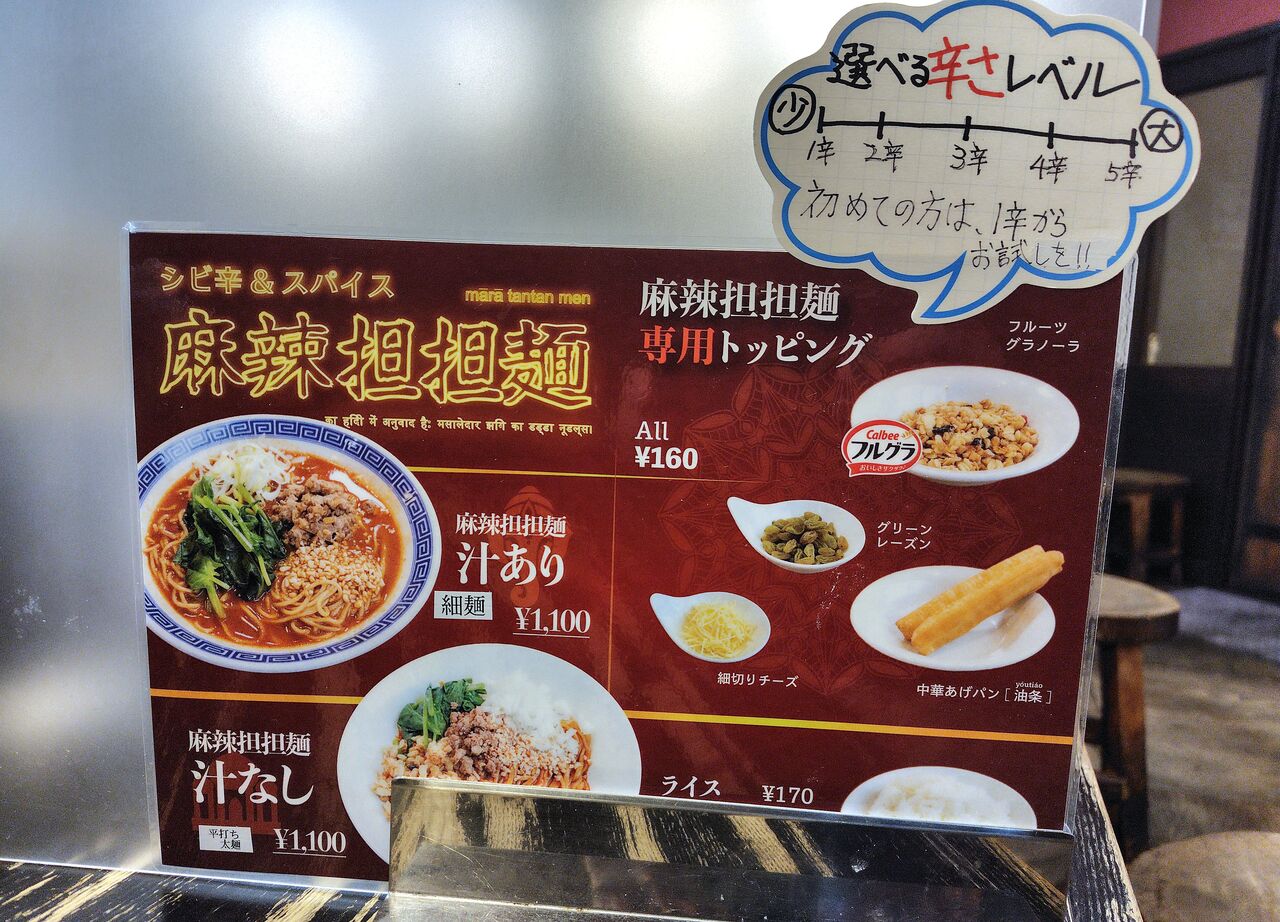 選べる辛さレベル
少 大
1辛 2辛 3辛 4辛 5辛
初めての方は、1辛から
お試しを!!
シビ辛&スパイス
mārā tantan men
麻辣担担麺
का हिंदी में अनुवाद है: मसालेदार
麻辣担担麺
汁あり
細麺
¥1,100
麻辣担担麺
汁なし
平打ち
太麺
¥1,100
麻辣担担麺
専用トッピング
All
¥160
フルーツ
グラノーラ
Calbee
フルグラ
グリーン
レーズン
細切りチーズ
yóutiáo
中華あげパン [油条]
ライス ¥170